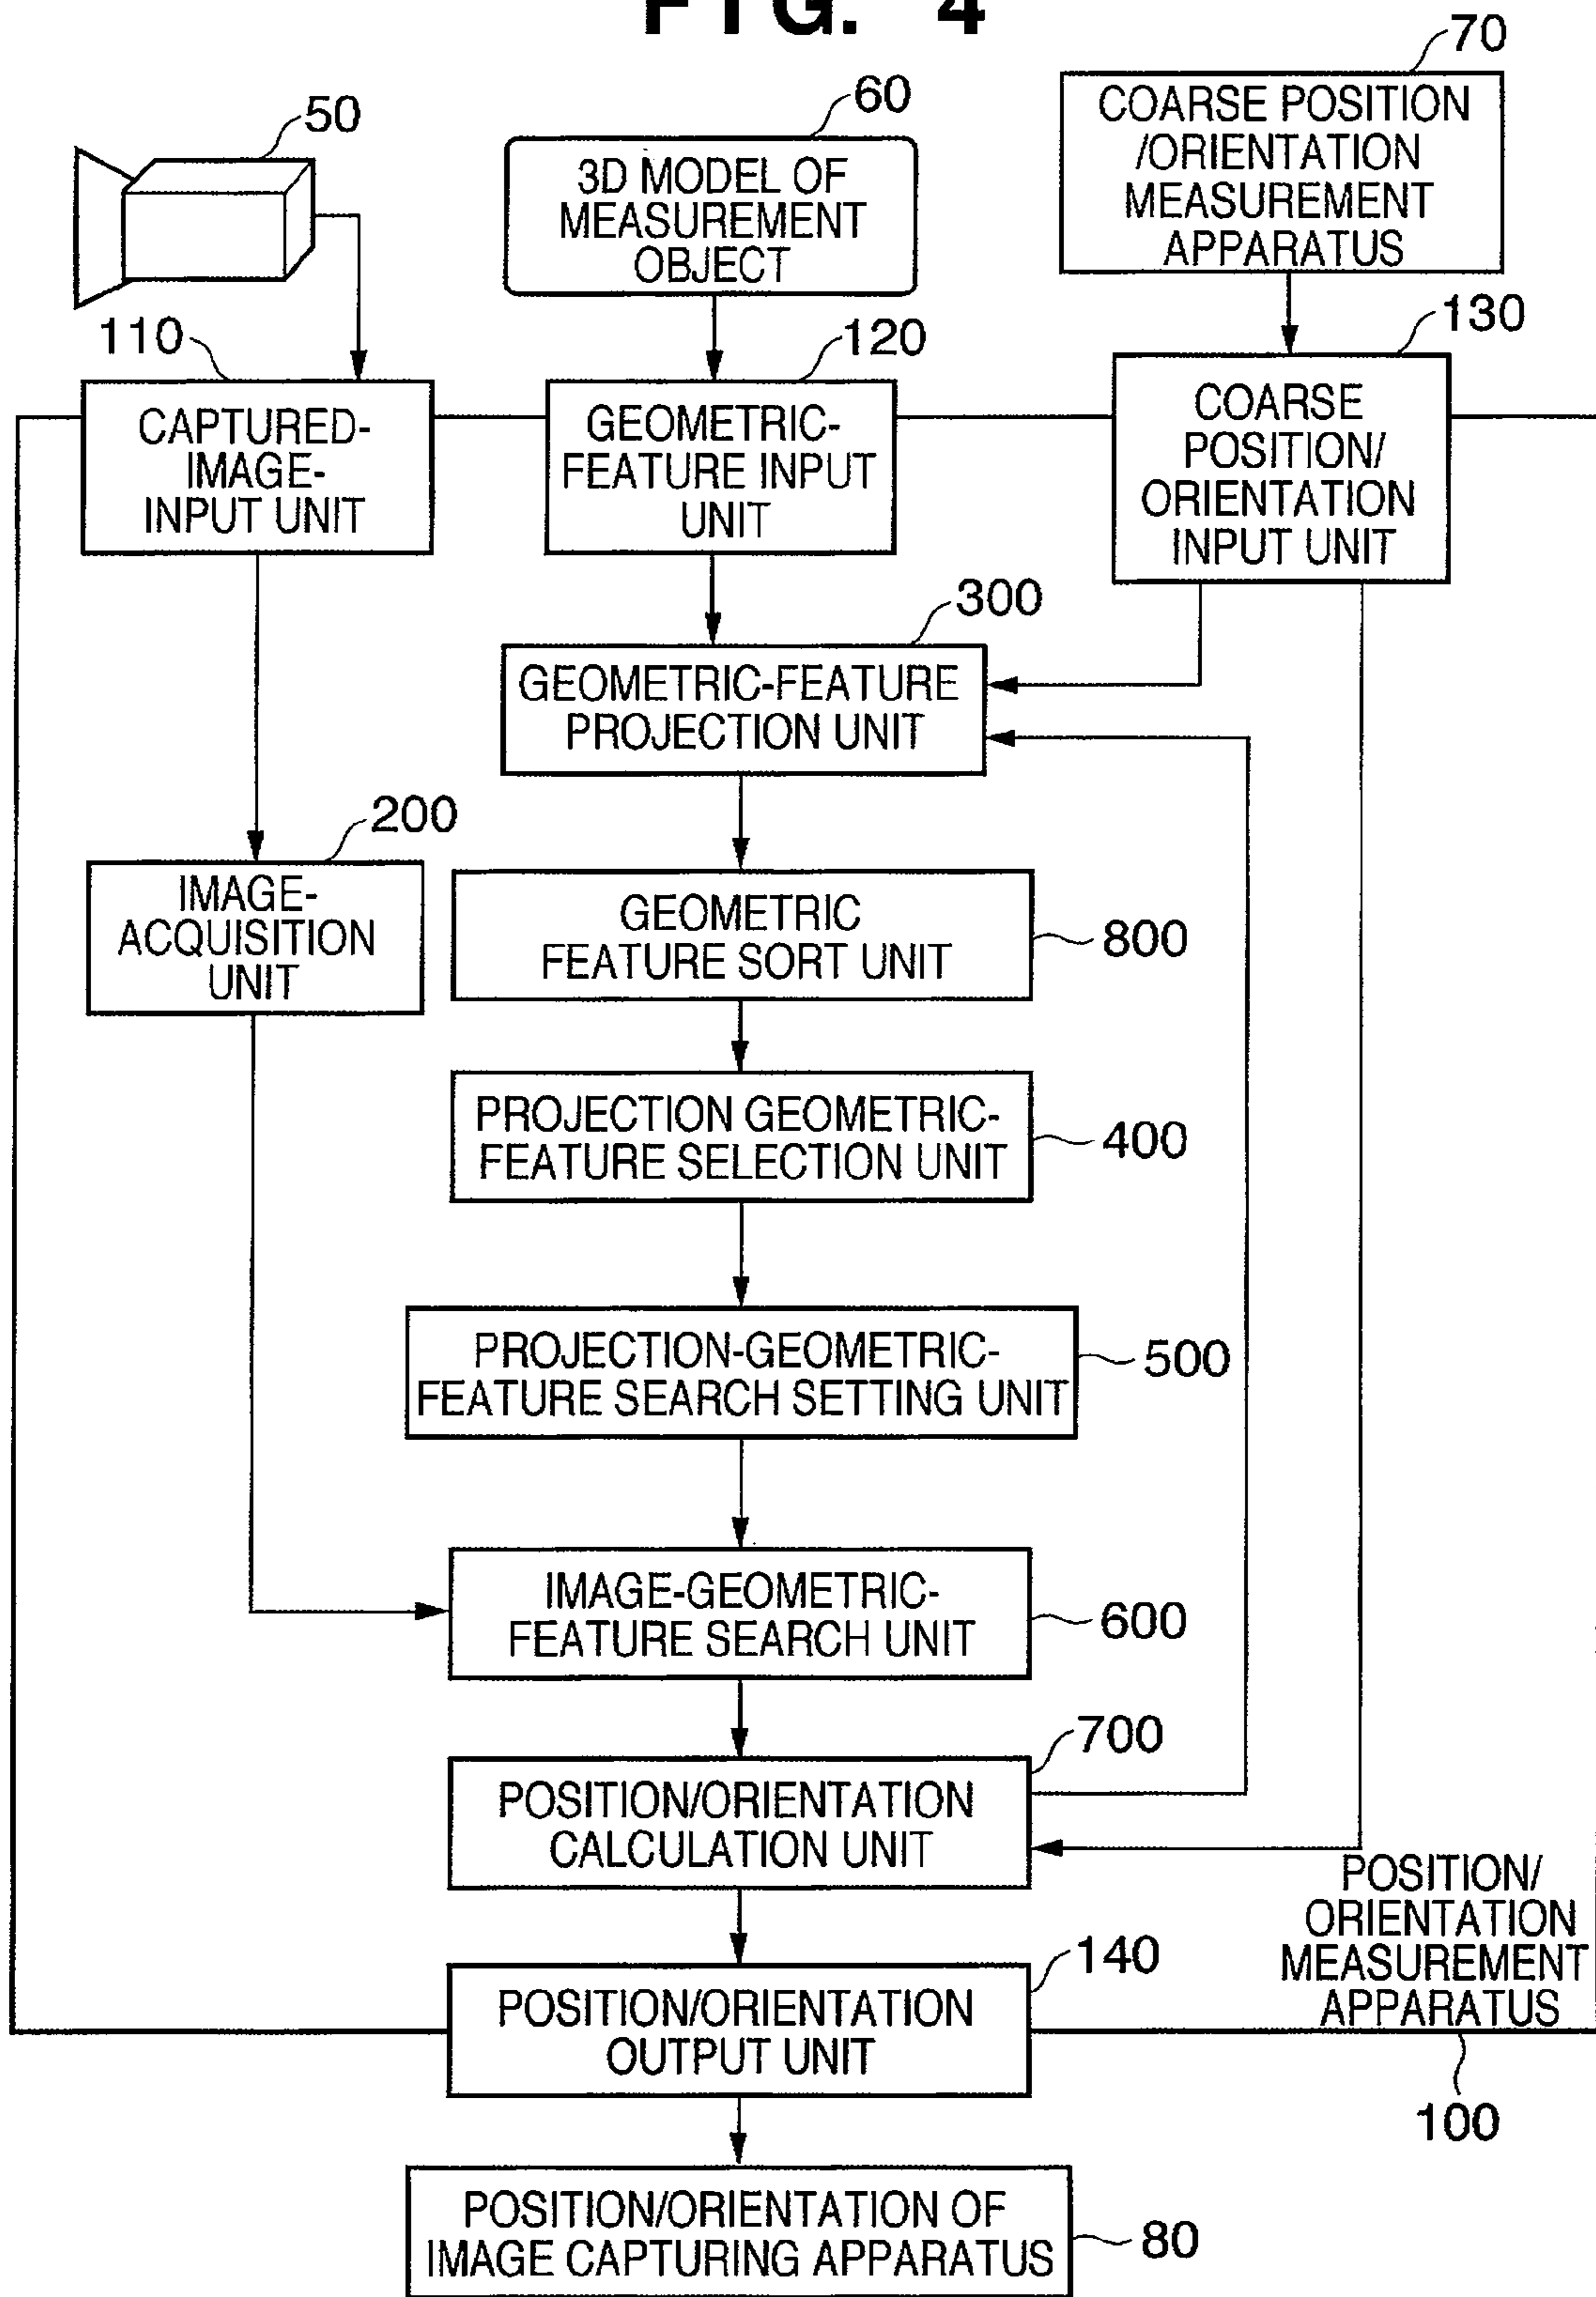 FIG. 4
70
COARSE POSITION
/ORIENTATION
MEASUREMENT
APPARATUS
60
3D MODEL OF
MEASUREMENT
OBJECT
50
130
COARSE
POSITION/
ORIENTATION
INPUT UNIT
120
GEOMETRIC-
FEATURE INPUT
UNIT
110
CAPTURED-
IMAGE-
INPUT UNIT
300
GEOMETRIC-FEATURE
PROJECTION UNIT
200
IMAGE-
ACQUISITION
UNIT
GEOMETRIC
FEATURE SORT UNIT
800
PROJECTION GEOMETRIC-
FEATURE SELECTION UNIT
400
PROJECTION-GEOMETRIC-
FEATURE SEARCH SETTING UNIT
500
IMAGE-GEOMETRIC-
FEATURE SEARCH UNIT
600
700
POSITION/ORIENTATION
CALCULATION UNIT
POSITION/
ORIENTATION
MEASUREMENT
APPARATUS
100
140
POSITION/ORIENTATION
OUTPUT UNIT
POSITION/ORIENTATION OF
IMAGE CAPTURING APPARATUS
80